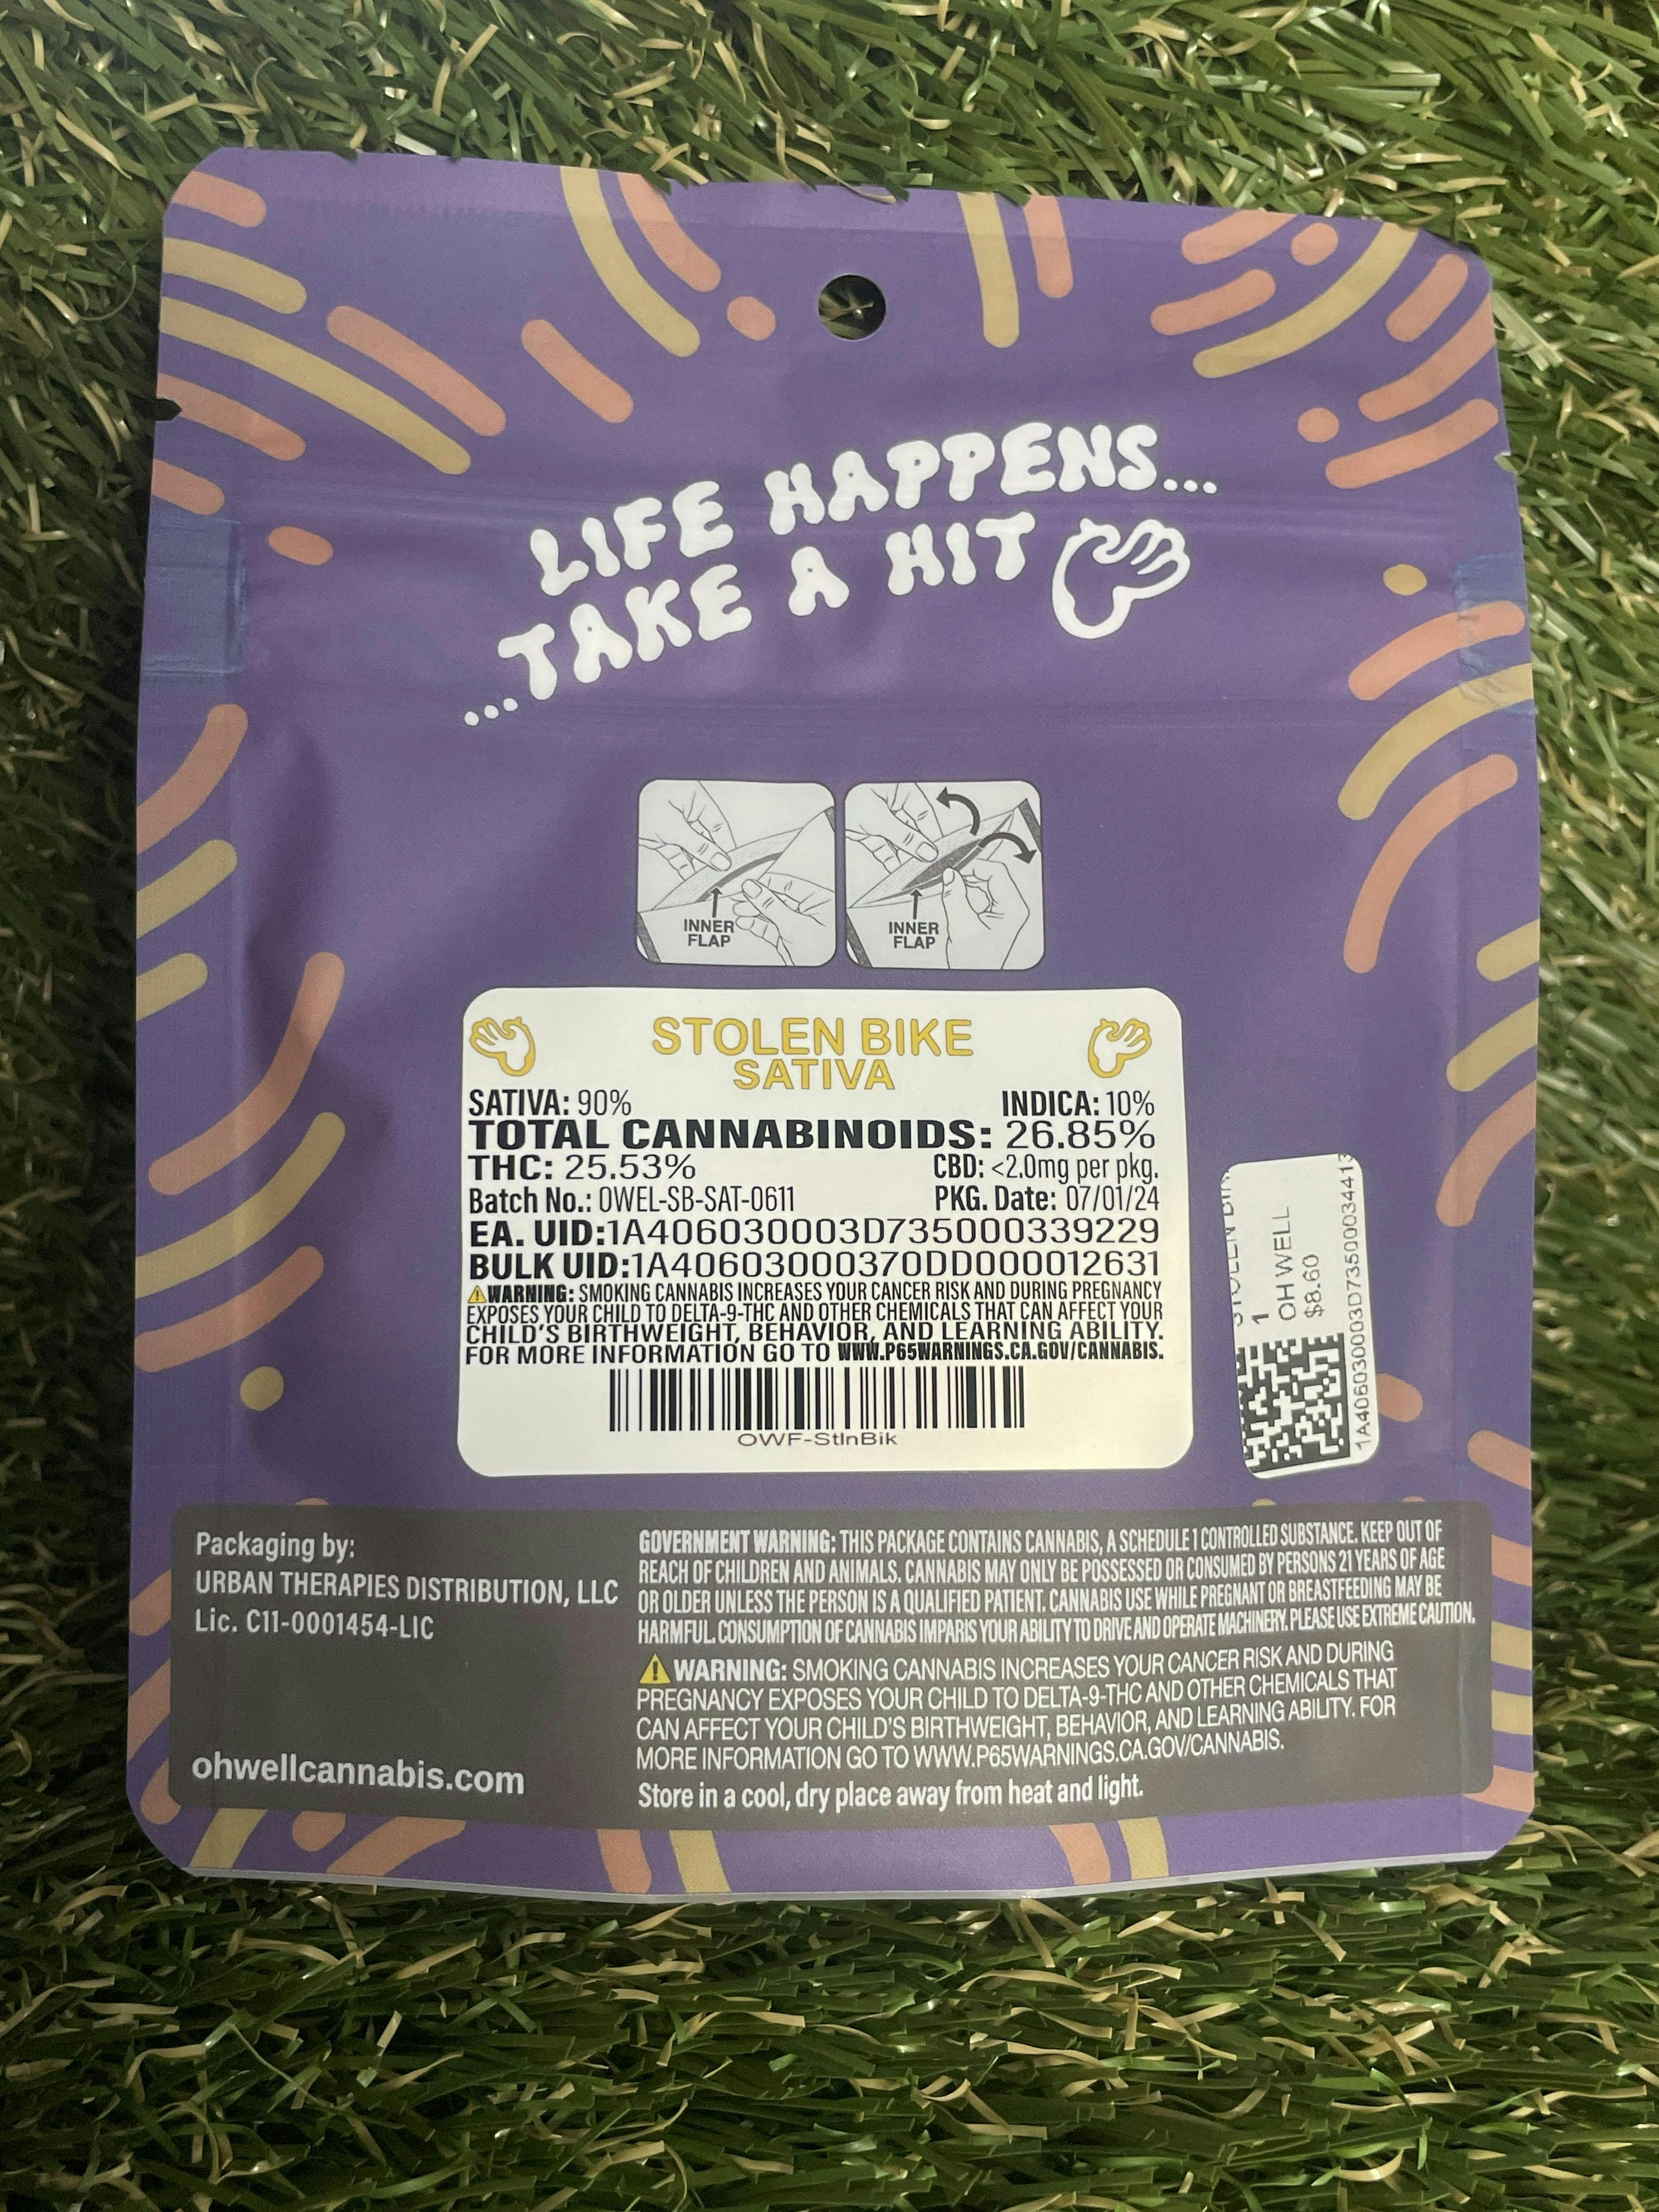 LIFE HAPPENS...
...TAKE A HIT
INNER
FLAP
INNER
FLAP
STOLEN BIKE
SATIVA
SATIVA: 90% INDICA: 10%
TOTAL CANNABINOIDS: 26.85%
THC: 25.53% CBD: <2.0mg per pkg.
Batch No.: OWEL-SB-SAT-0611 PKG. Date: 07/01/24
EA. UID:1A406030003D735000339229
BULK UID:1A40603000370DD000012631
⚠WARNING: SMOKING CANNABIS INCREASES YOUR CANCER RISK AND DURING PREGNANCY
EXPOSES YOUR CHILD TO DELTA-9-THC AND OTHER CHEMICALS THAT CAN AFFECT YOUR
CHILD'S BIRTHWEIGHT, BEHAVIOR, AND LEARNING ABILITY.
FOR MORE INFORMATION GO TO WWW.P65WARNINGS.CA.GOV/CANNABIS.
OWF-StlnBik
1
OH WELL
$8.60
1A406030003D7350003441
Packaging by:
URBAN THERAPIES DISTRIBUTION, LLC
Lic. C11-0001454-LIC
ohwellcannabis.com
GOVERNMENT WARNING: THIS PACKAGE CONTAINS CANNABIS, A SCHEDULE 1 CONTROLLED SUBSTANCE. KEEP OUT OF
REACH OF CHILDREN AND ANIMALS. CANNABIS MAY ONLY BE POSSESSED OR CONSUMED BY PERSONS 21 YEARS OF AGE
OR OLDER UNLESS THE PERSON IS A QUALIFIED PATIENT. CANNABIS USE WHILE PREGNANT OR BREASTFEEDING MAY BE
HARMFUL. CONSUMPTION OF CANNABIS IMPARIS YOUR ABILITY TO DRIVE AND OPERATE MACHINERY. PLEASE USE EXTREME CAUTION.
⚠WARNING: SMOKING CANNABIS INCREASES YOUR CANCER RISK AND DURING
PREGNANCY EXPOSES YOUR CHILD TO DELTA-9-THC AND OTHER CHEMICALS THAT
CAN AFFECT YOUR CHILD'S BIRTHWEIGHT, BEHAVIOR, AND LEARNING ABILITY. FOR
MORE INFORMATION GO TO WWW.P65WARNINGS.CA.GOV/CANNABIS.
Store in a cool, dry place away from heat and light.